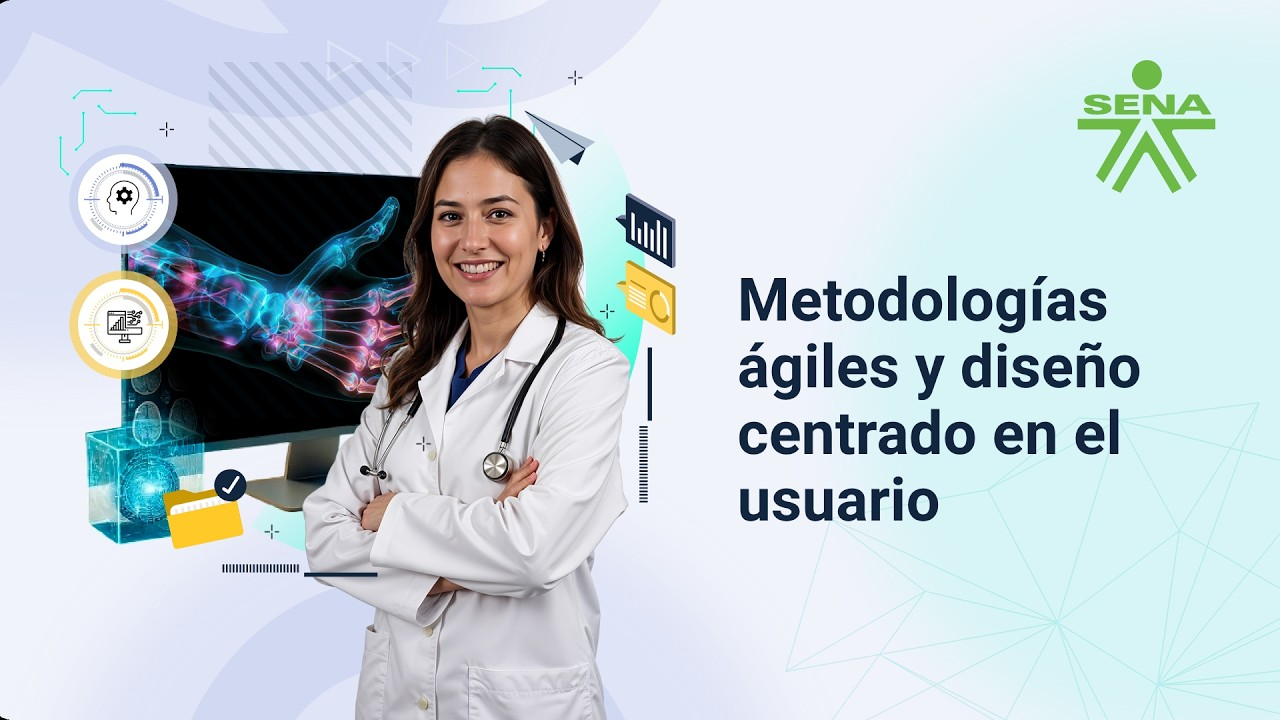 SENA
Metodologías
ágiles y diseño
centrado en el
usuario